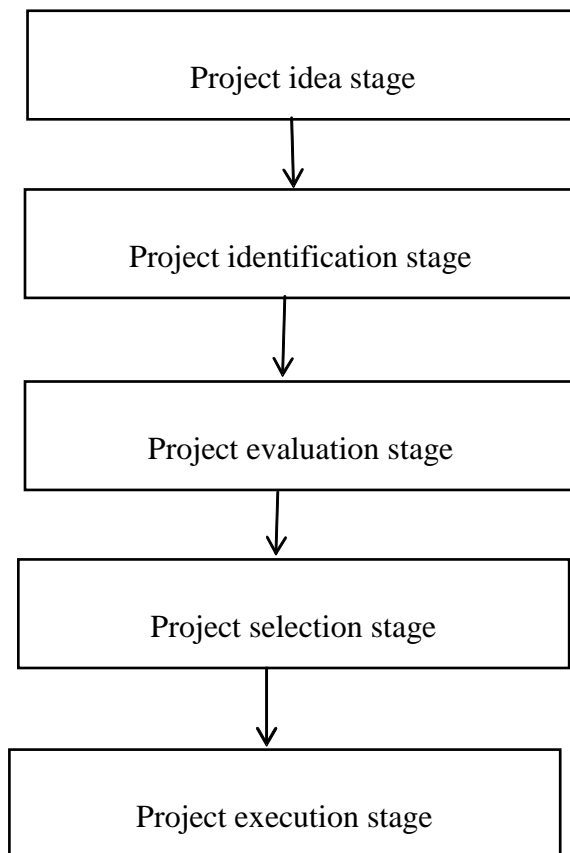 Project idea stage
Project identification stage
Project evaluation stage
Project selection stage
Project execution stage